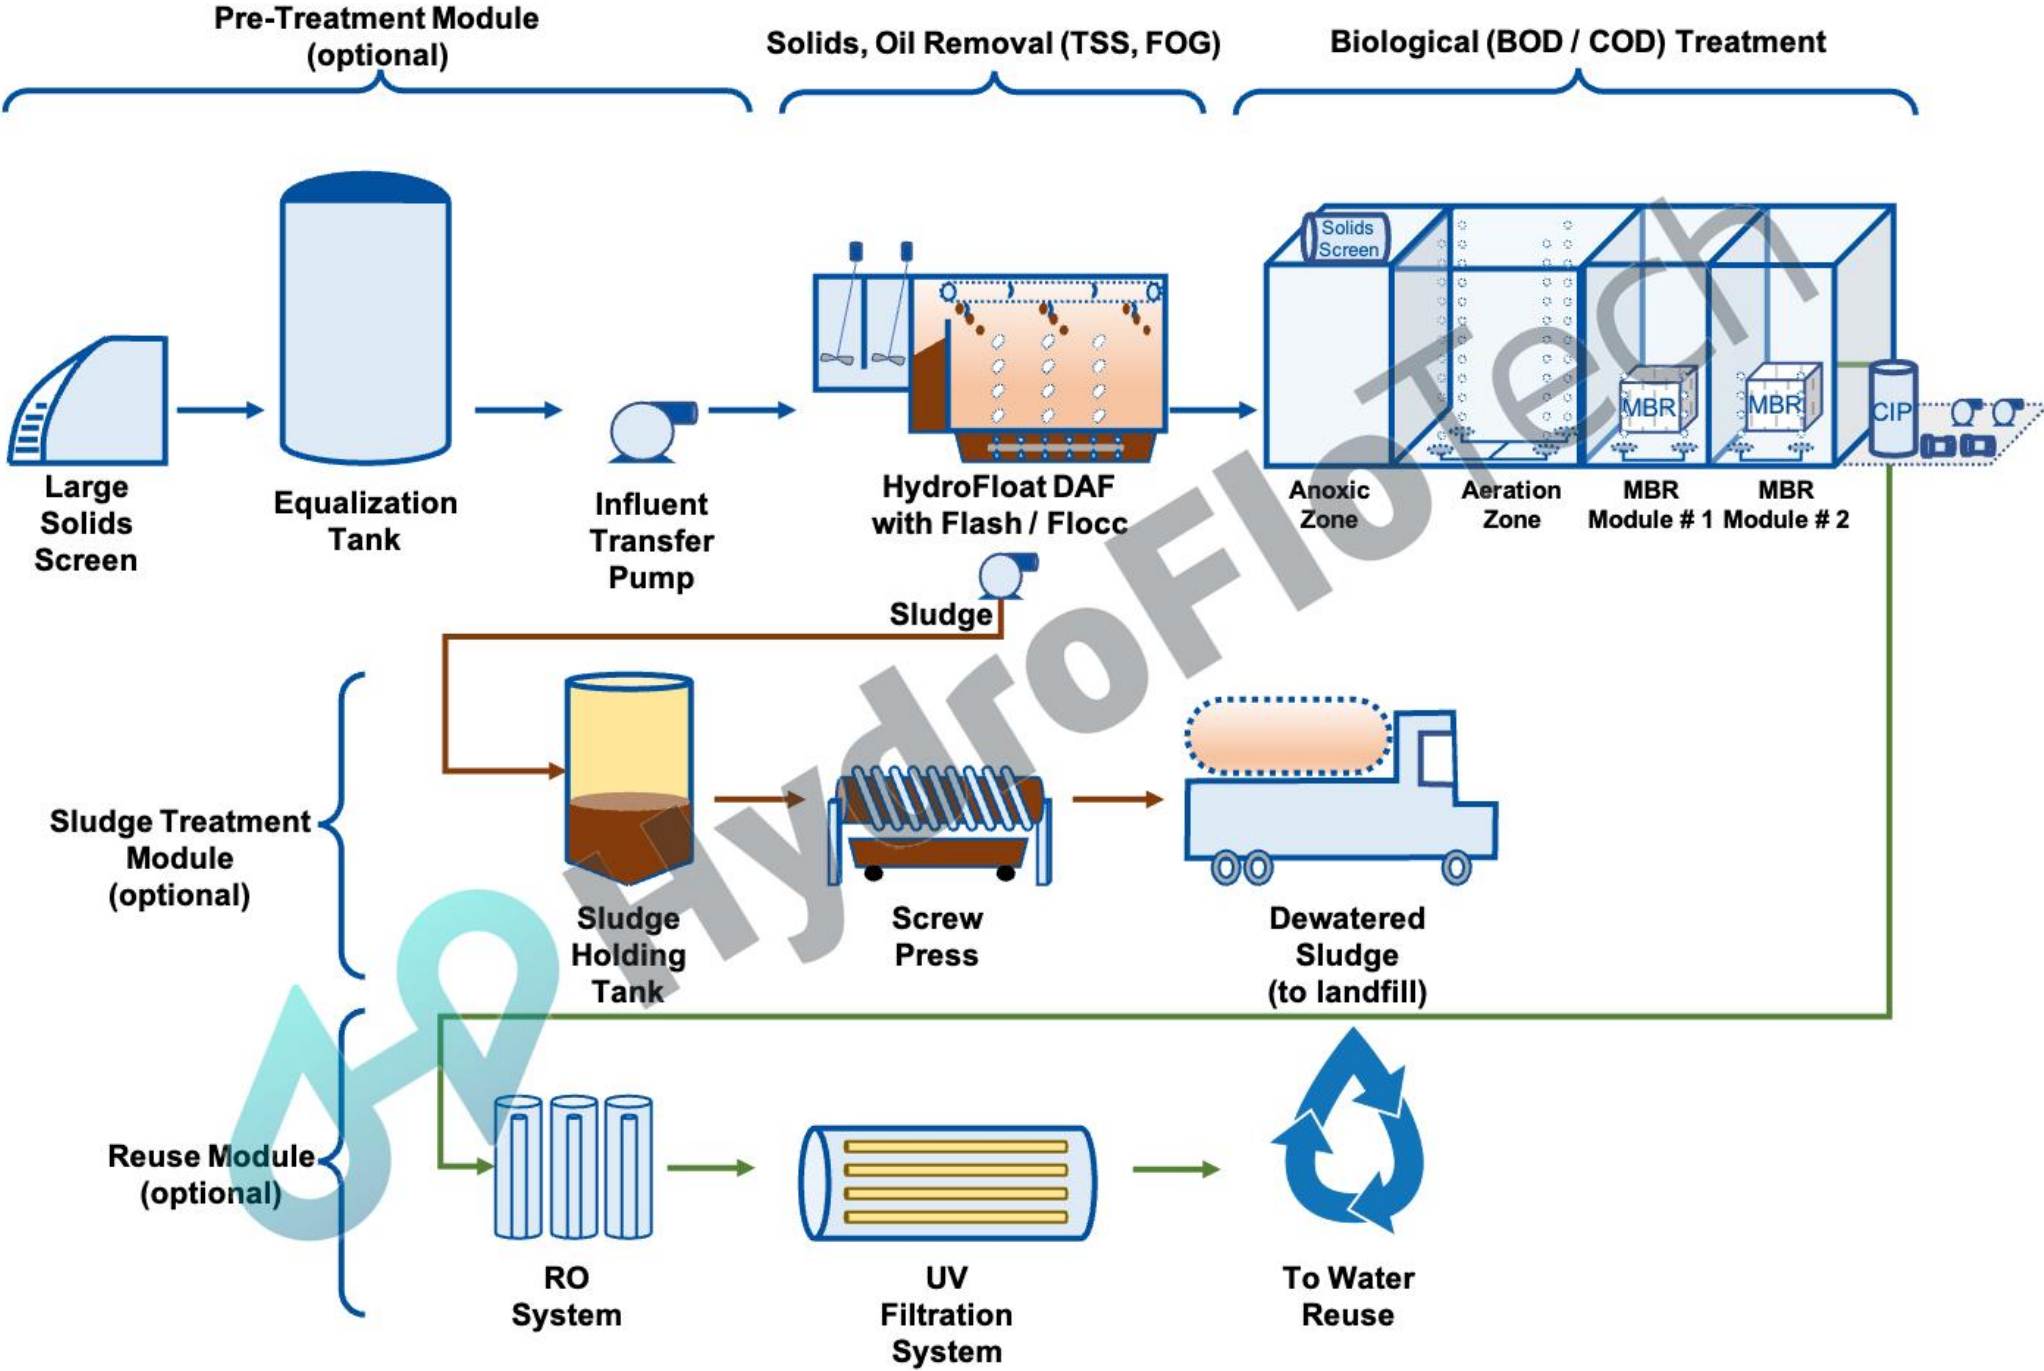 Pre-Treatment Module
(optional)
Solids, Oil Removal (TSS, FOG)
Biological (BOD / COD) Treatment
Solids
Screen
MBR
MBR
CIP
Large
Solids
Screen
Equalization
Tank
Influent
Transfer
Pump
HydroFloat DAF
with Flash / Flocc
Anoxic
Zone
Aeration
Zone
MBR
Module # 1
MBR
Module # 2
Sludge
Sludge Treatment
Module
(optional)
Sludge
Holding
Tank
Screw
Press
Dewatered
Sludge
(to landfill)
Reuse Module
(optional)
RO
System
UV
Filtration
System
To Water
Reuse
HydroFloTech